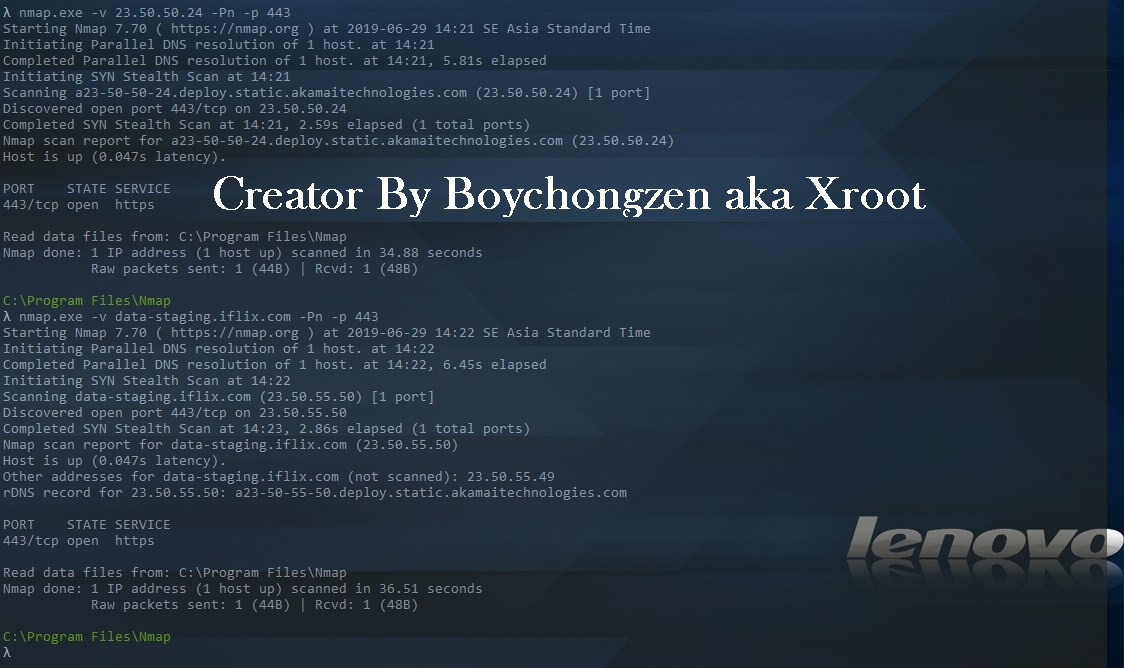 λ nmap.exe -v 23.50.50.24 -Pn -p 443
Starting Nmap 7.70 ( https://nmap.org ) at 2019-06-29 14:21 SE Asia Standard Time
Initiating Parallel DNS resolution of 1 host. at 14:21
Completed Parallel DNS resolution of 1 host. at 14:21, 5.81s elapsed
Initiating SYN Stealth Scan at 14:21
Scanning a23-50-50-24.deploy.static.akamaitechnologies.com (23.50.50.24) [1 port]
Discovered open port 443/tcp on 23.50.50.24
Completed SYN Stealth Scan at 14:21, 2.59s elapsed (1 total ports)
Nmap scan report for a23-50-50-24.deploy.static.akamaitechnologies.com (23.50.50.24)
Host is up (0.047s latency).
PORT    STATE SERVICE
443/tcp open  https
Creator By Boychongzen aka Xroot
Read data files from: C:\Program Files\Nmap
Nmap done: 1 IP address (1 host up) scanned in 34.88 seconds
           Raw packets sent: 1 (44B) | Rcvd: 1 (48B)
C:\Program Files\Nmap
λ nmap.exe -v data-staging.iflix.com -Pn -p 443
Starting Nmap 7.70 ( https://nmap.org ) at 2019-06-29 14:22 SE Asia Standard Time
Initiating Parallel DNS resolution of 1 host. at 14:22
Completed Parallel DNS resolution of 1 host. at 14:22, 6.45s elapsed
Initiating SYN Stealth Scan at 14:22
Scanning data-staging.iflix.com (23.50.55.50) [1 port]
Discovered open port 443/tcp on 23.50.55.50
Completed SYN Stealth Scan at 14:23, 2.86s elapsed (1 total ports)
Nmap scan report for data-staging.iflix.com (23.50.55.50)
Host is up (0.047s latency).
Other addresses for data-staging.iflix.com (not scanned): 23.50.55.49
rDNS record for 23.50.55.50: a23-50-55-50.deploy.static.akamaitechnologies.com
PORT    STATE SERVICE
443/tcp open  https
lenovo
Read data files from: C:\Program Files\Nmap
Nmap done: 1 IP address (1 host up) scanned in 36.51 seconds
           Raw packets sent: 1 (44B) | Rcvd: 1 (48B)
C:\Program Files\Nmap
λ